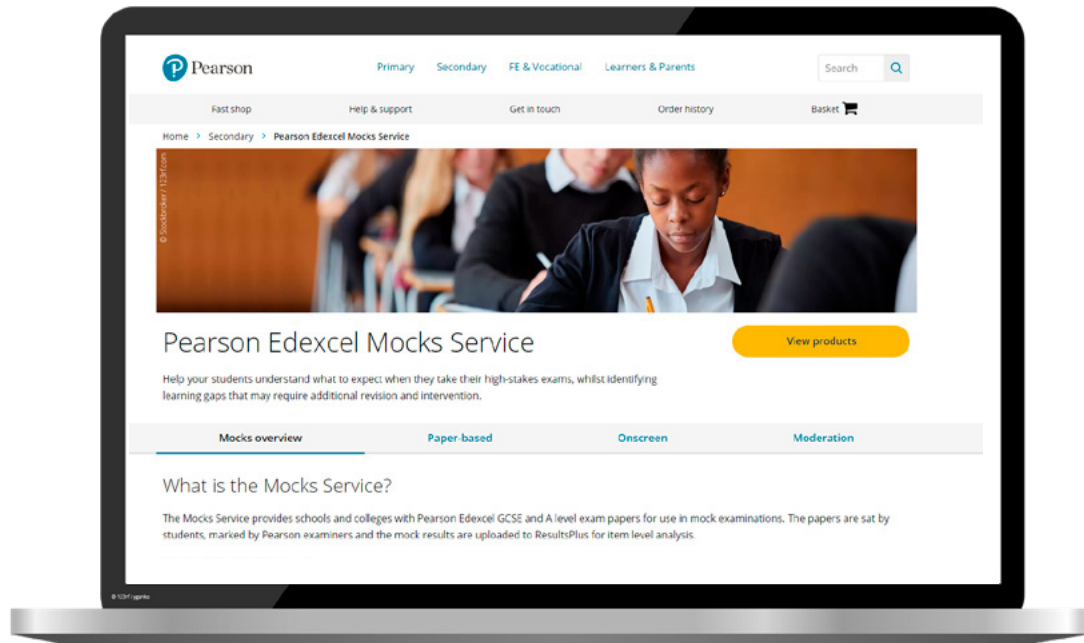 Pearson
Primary Secondary FE & Vocational Learners & Parents
Search
Fast shop Help & support Get in touch Order history Basket
Home > Secondary > Pearson Edexcel Mocks Service
© Stockbroker / 123rf.com
Pearson Edexcel Mocks Service
View products
Help your students understand what to expect when they take their high-stakes exams, whilst identifying
learning gaps that may require additional revision and intervention.
Mocks overview Paper-based Onscreen Moderation
What is the Mocks Service?
The Mocks Service provides schools and colleges with Pearson Edexcel GCSE and A level exam papers for use in mock examinations. The papers are sat by
students, marked by Pearson examiners and the mock results are uploaded to ResultsPlus for item level analysis.